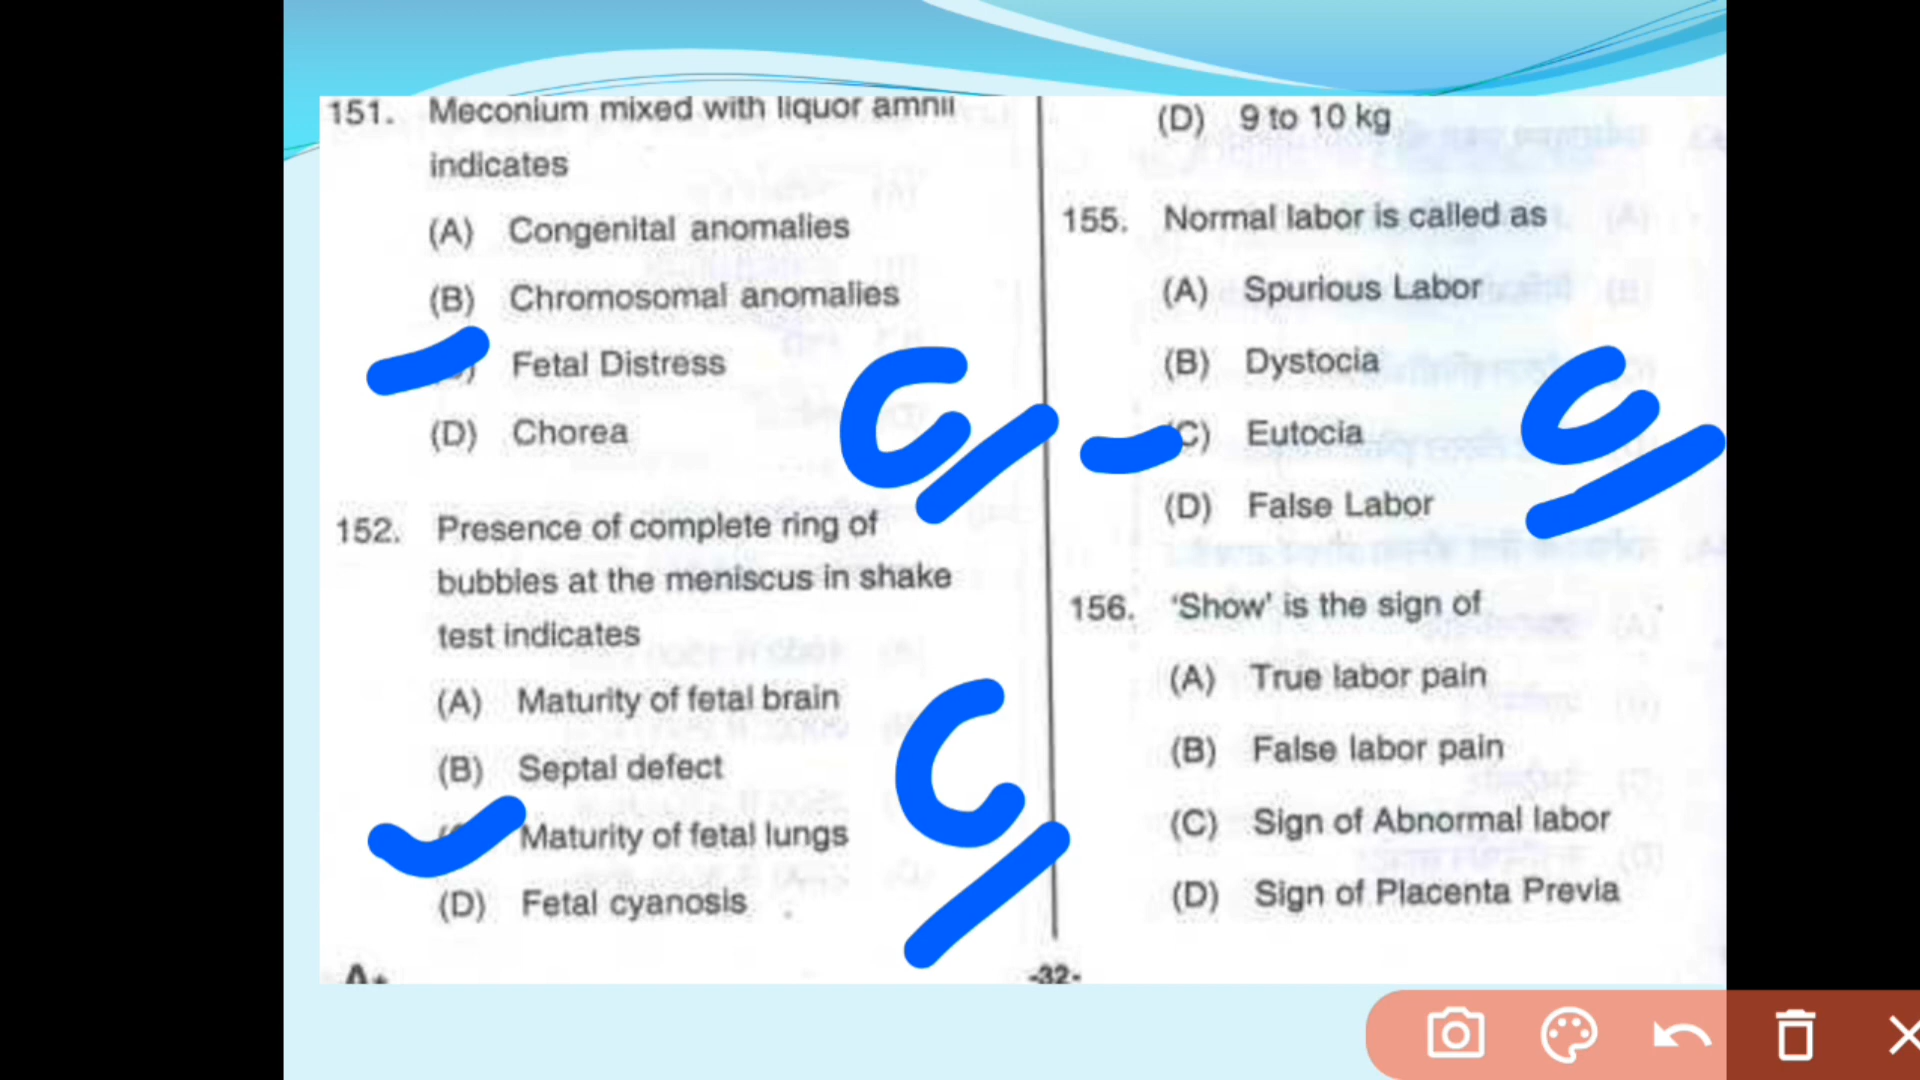 151. Meconium mixed with liquor amnii
indicates
(A) Congenital anomalies
(B) Chromosomal anomalies
Fetal Distress
(D) Chorea
152. Presence of complete ring of
bubbles at the meniscus in shake
test indicates
(A) Maturity of fetal brain
(B) Septal defect
Maturity of fetal lungs
(D) Fetal cyanosis
(D) 9 to 10 kg
155. Normal labor is called as
(A) Spurious Labor
(B) Dystocia
(C) Eutocia
(D) False Labor
156. 'Show' is the sign of
(A) True labor pain
(B) False labor pain
(C) Sign of Abnormal labor
(D) Sign of Placenta Previa
-32-